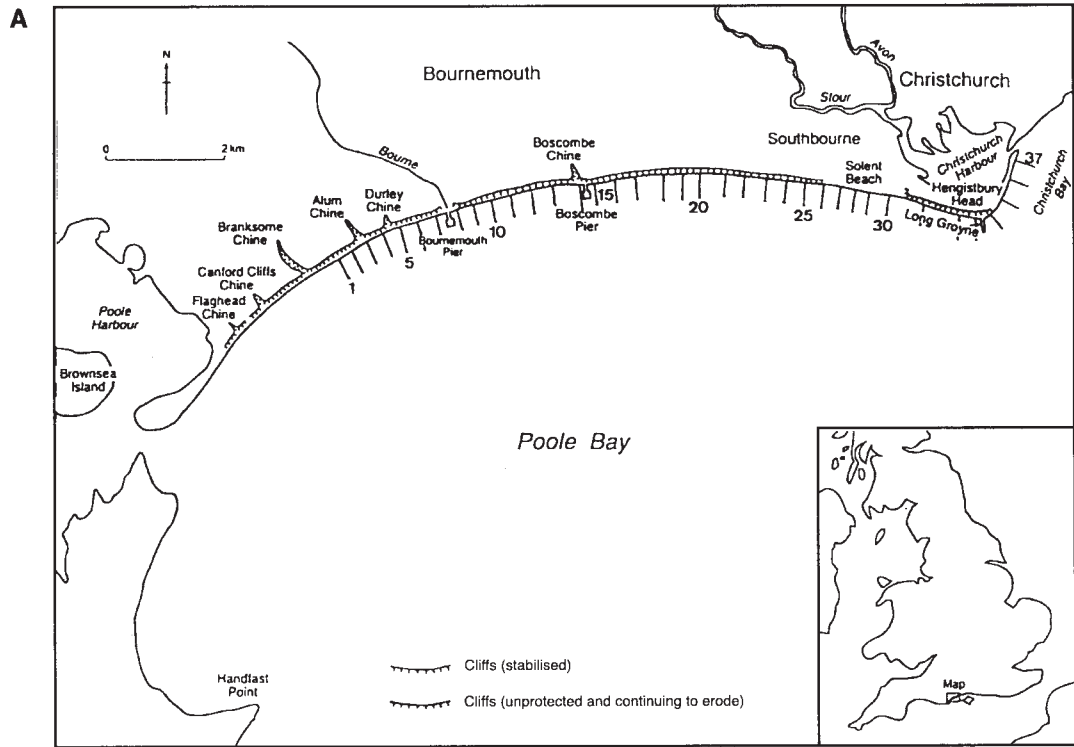 A
N
0 2 km
Bournemouth
Avon
Christchurch
Stour
Bourne
Boscombe
Chine
Southbourne
Christchurch
Harbour
37
Christchurch
Bay
Solent
Beach
Hengistbury
Head
Durley
Chine
Alum
Chine
15
20
25
30
Long Groyne
Boscombe
Pier
10
Bournemouth
Pier
5
1
Branksome
Chine
Canford Cliffs
Chine
Flaghead
Chine
Poole
Harbour
Brownsea
Island
Poole Bay
Handfast
Point
Cliffs (stabilised)
Cliffs (unprotected and continuing to erode)
Map